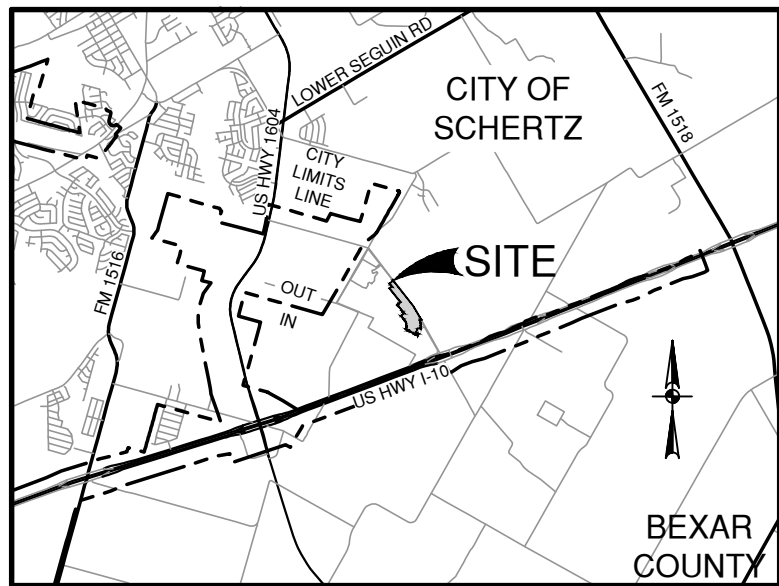 LOWER SEGUIN RD
CITY OF
SCHERTZ
FM 1518
US HWY 1604
CITY
LIMITS
LINE
FM 1516
OUT
IN
SITE
US HWY I-10
BEXAR
COUNTY